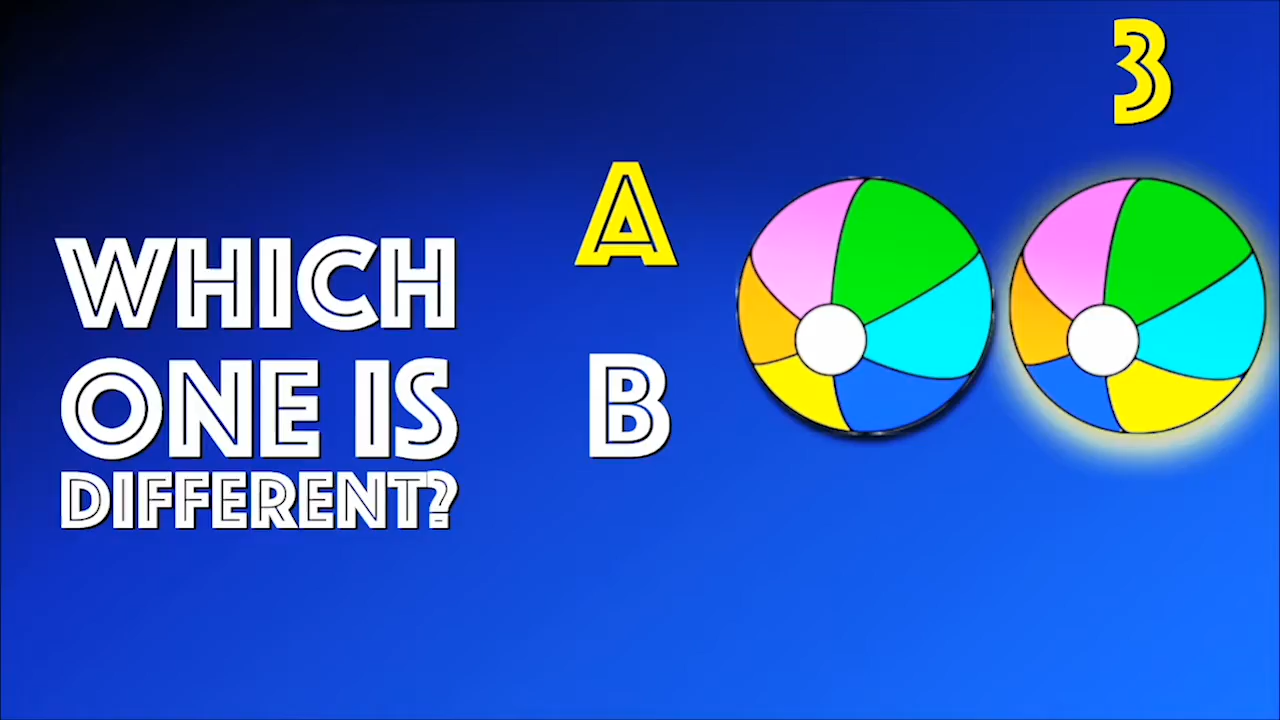 3
A
WHICH
ONE IS
DIFFERENT?
B